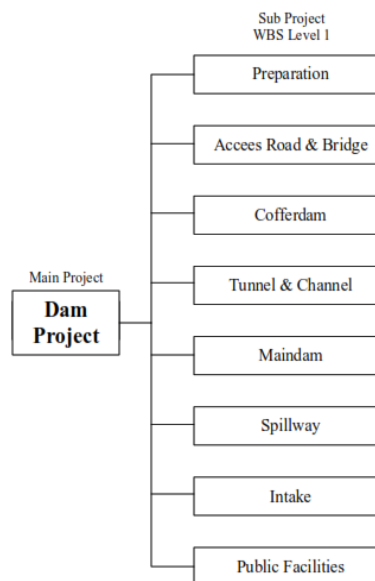 Sub Project
WBS Level 1
Preparation
Accees Road & Bridge
Cofferdam
Tunnel & Channel
Main Project
Dam
Project
Maindam
Spillway
Intake
Public Facilities